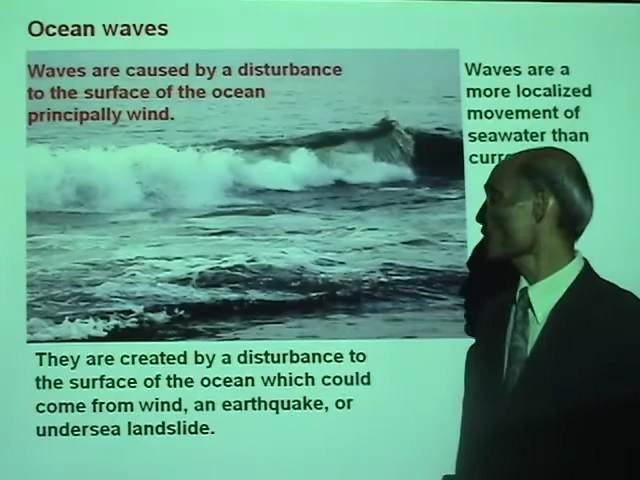 Ocean waves
Waves are caused by a disturbance
to the surface of the ocean
principally wind.
Waves are a
more localized
movement of
seawater than
They are created by a disturbance to
the surface of the ocean which could
come from wind, an earthquake, or
undersea landslide.